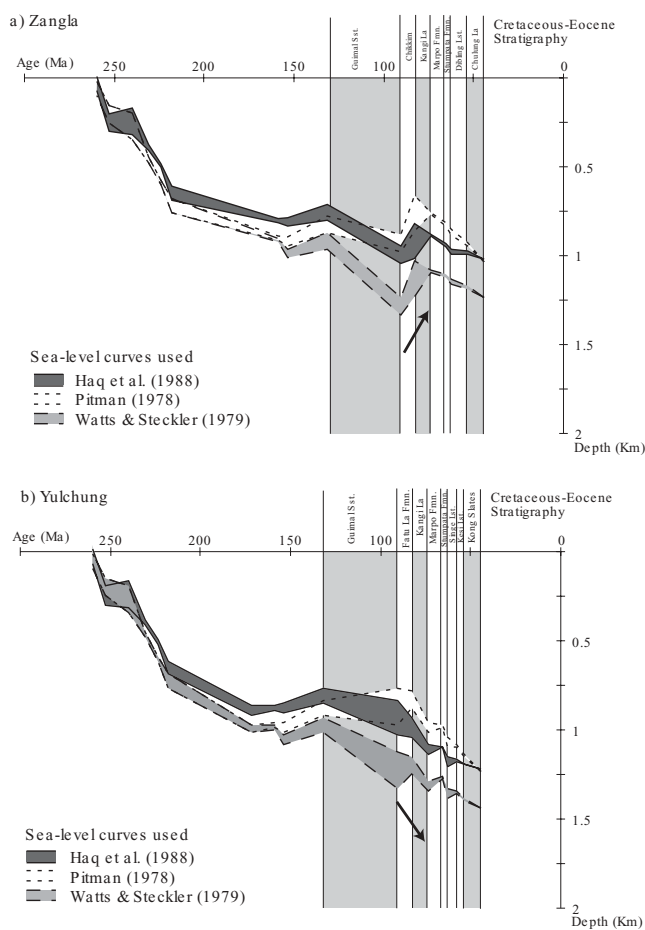 a) Zangla
Cretaceous-Eocene
Stratigraphy
Guimal Sst.
Chikkim
Kangi La
Marpo Fmn.
Stumpata Fmn.
Dibling Lst.
Chulung La
Age (Ma)
250
200
150
100
50
0
0.5
1
1.5
2
Depth (Km)
Sea-level curves used
Haq et al. (1988)
Pitman (1978)
Watts & Steckler (1979)
b) Yulchung
Cretaceous-Eocene
Stratigraphy
Guimal Sst.
Fatu La Fmn.
Kangi La
Marpo Fmn.
Stumpata Fmn.
Singe Lst.
Kesi Lst.
Kong Slates
Age (Ma)
250
200
150
100
50
0
0.5
1
1.5
2
Depth (Km)
Sea-level curves used
Haq et al. (1988)
Pitman (1978)
Watts & Steckler (1979)